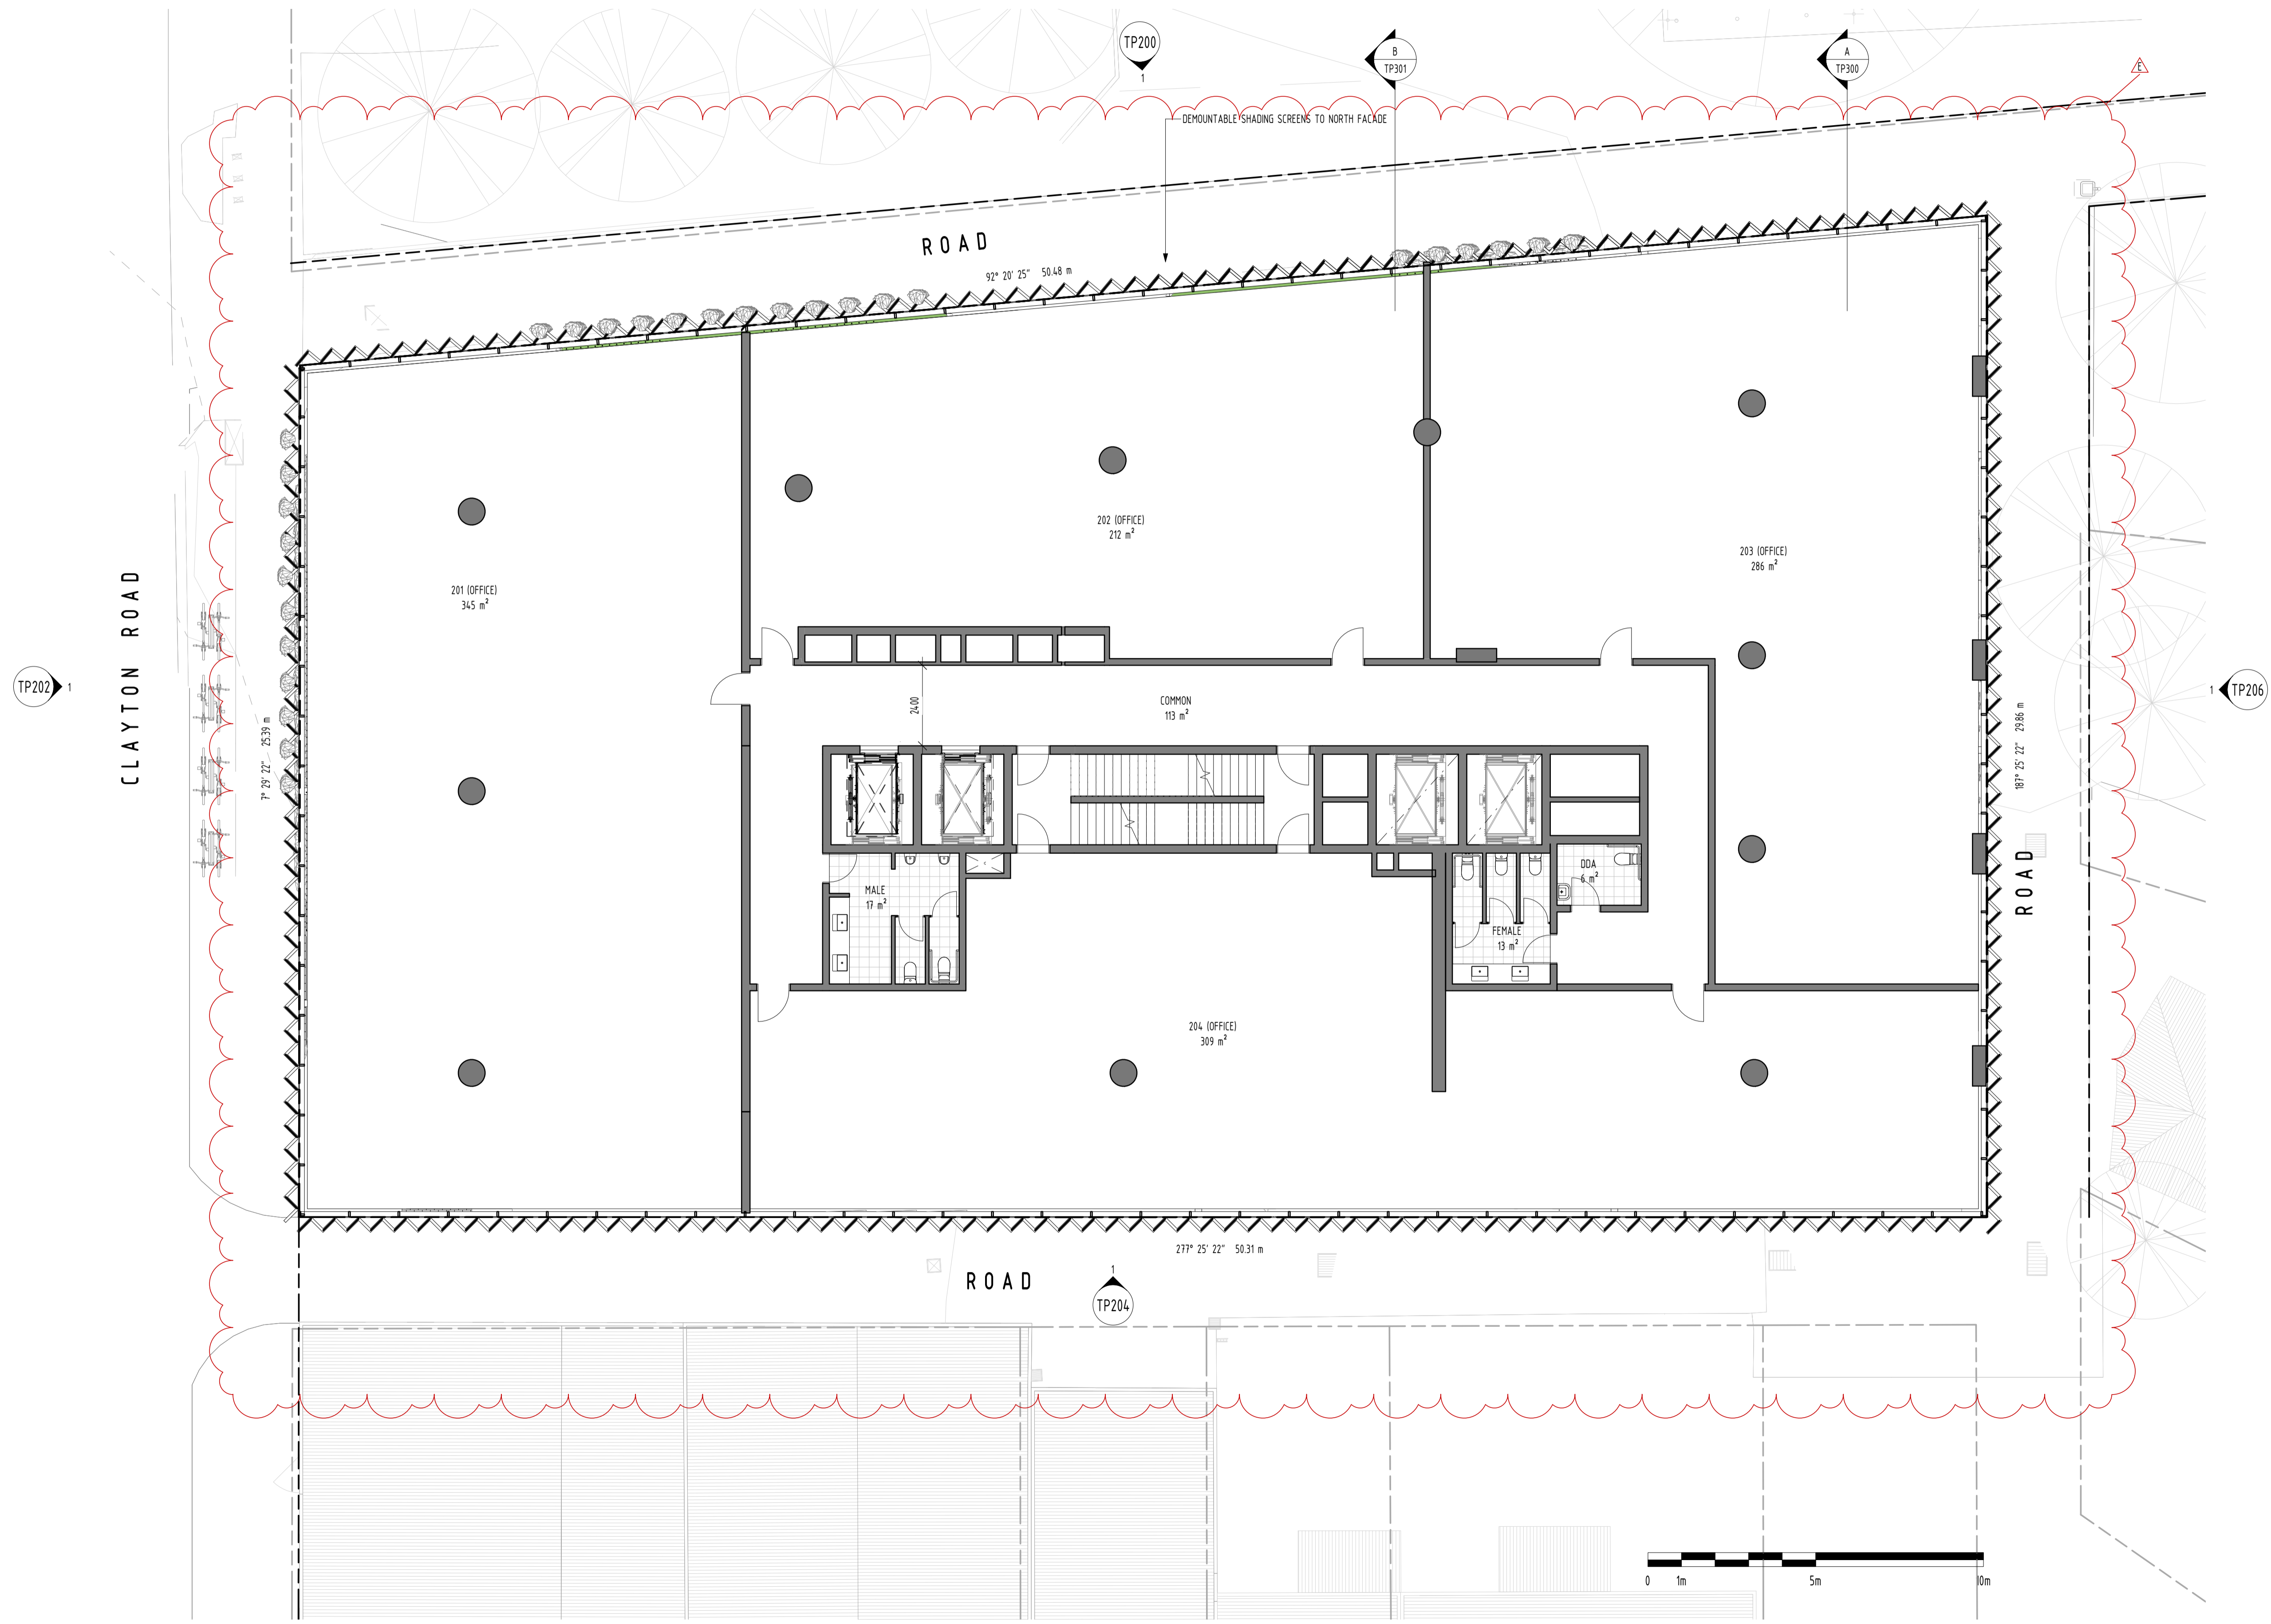 TP200
1
B
TP301
A
TP300
E
DEMOUNTABLE SHADING SCREENS TO NORTH FACADE
ROAD
92° 20' 25" 50.48 m
202 (OFFICE)
212 m²
203 (OFFICE)
286 m²
201 (OFFICE)
345 m²
CLAYTON ROAD
TP202
1
7° 29' 22" 25.39 m
2400
COMMON
113 m²
1
TP206
187° 25' 22" 29.86 m
ROAD
MALE
17 m²
DDA
6 m²
FEMALE
13 m²
204 (OFFICE)
309 m²
277° 25' 22" 50.31 m
ROAD
1
TP204
0 1m 5m 10m